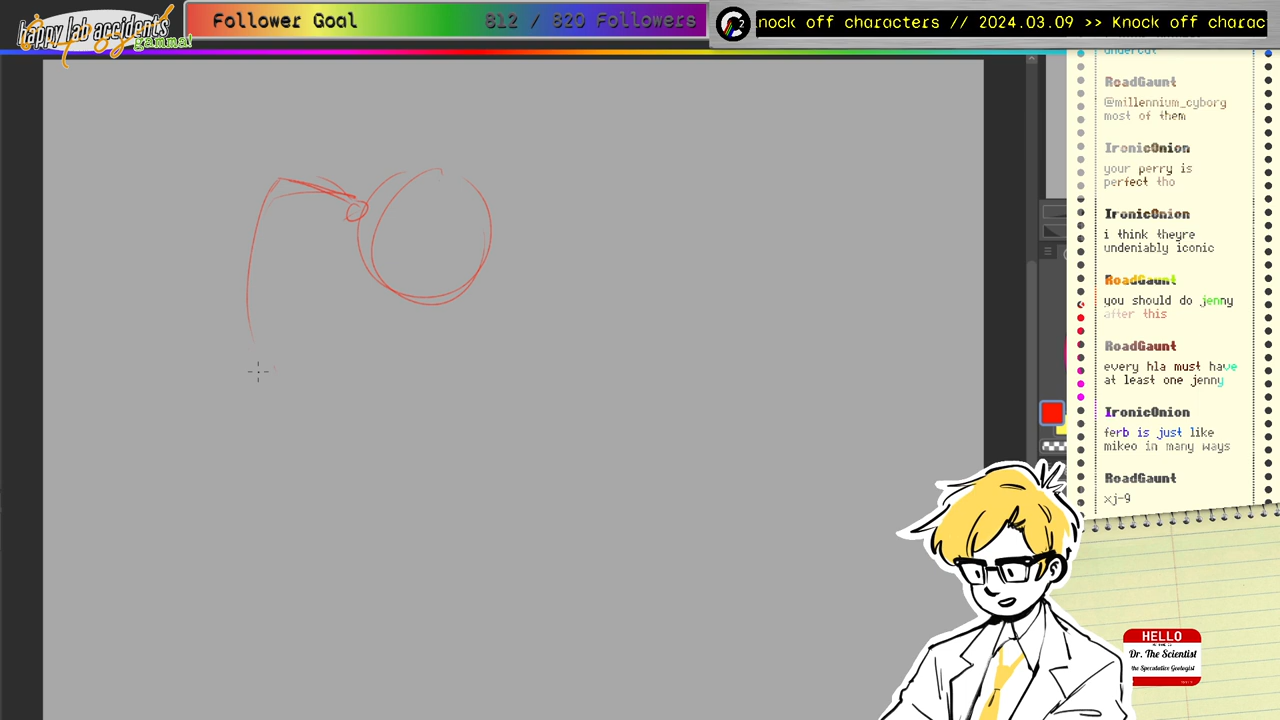 happy lab accidents
gamma!
Follower Goal
812 / 820 Followers
knock off characters // 2024.03.09 >> Knock off charac
undercut
RoadGaunt
@millennium_cyborg
most of them
IronicOnion
your perry is
perfect tho
IronicOnion
i think theyre
undeniably iconic
RoadGaunt
you should do jenny
after this
RoadGaunt
every hla must have
at least one jenny
IronicOnion
ferb is just like
mikeo in many ways
RoadGaunt
xj-9
HELLO
Dr. The Scientist
the Speculative Geologist